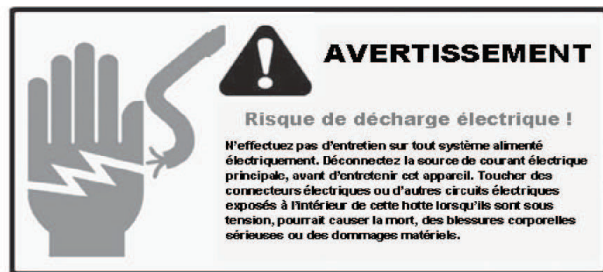 AVERTISSEMENT
Risque de décharge électrique !
N'effectuez pas d'entretien sur tout système alimenté
électriquement. Déconnectez la source de courant électrique
principale, avant d'entretenir cet appareil. Toucher des
connecteurs électriques ou d'autres circuits électriques
exposés à l'intérieur de cette hotte lorsqu'ils sont sous
tension, pourrait causer la mort, des blessures corporelles
sérieuses ou des dommages matériels.